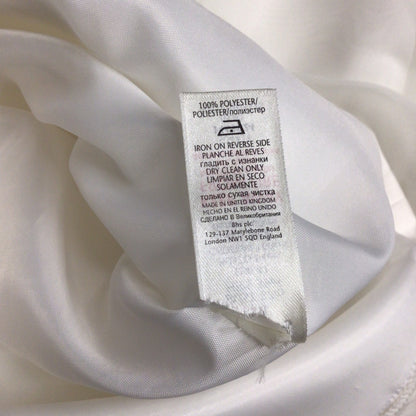 100% POLYESTER/
POLIESTER/полиэстер
IRON ON REVERSE SIDE
PLANCHE AL REVES
гладить с изнанки
DRY CLEAN ONLY
LIMPIAR EN SECO
SOLAMENTE
только сухая чистка
MADE IN UNITED KINGDOM
HECHO EN EL REINO UNIDO
СДЕЛАНО В Великобритания
Bhs plc.
129-137 Marylebone Road
London NW1 5QD England